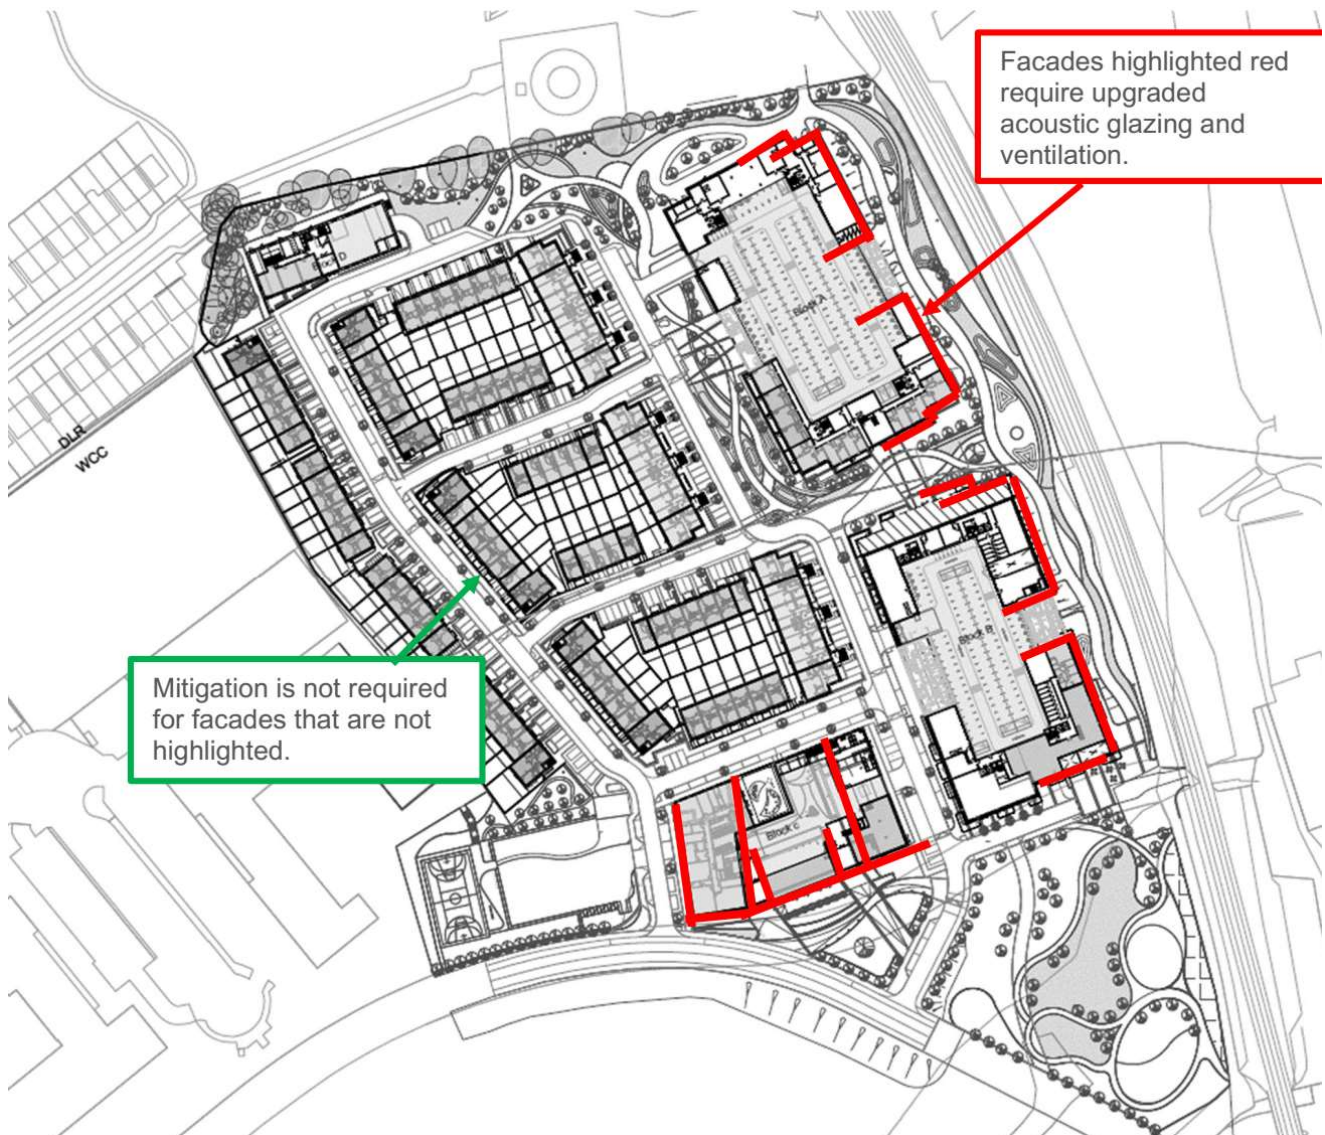 Facades highlighted red
require upgraded
acoustic glazing and
ventilation.
Block A
DLR
WCC
Block B
Mitigation is not required
for facades that are not
highlighted.
Block C